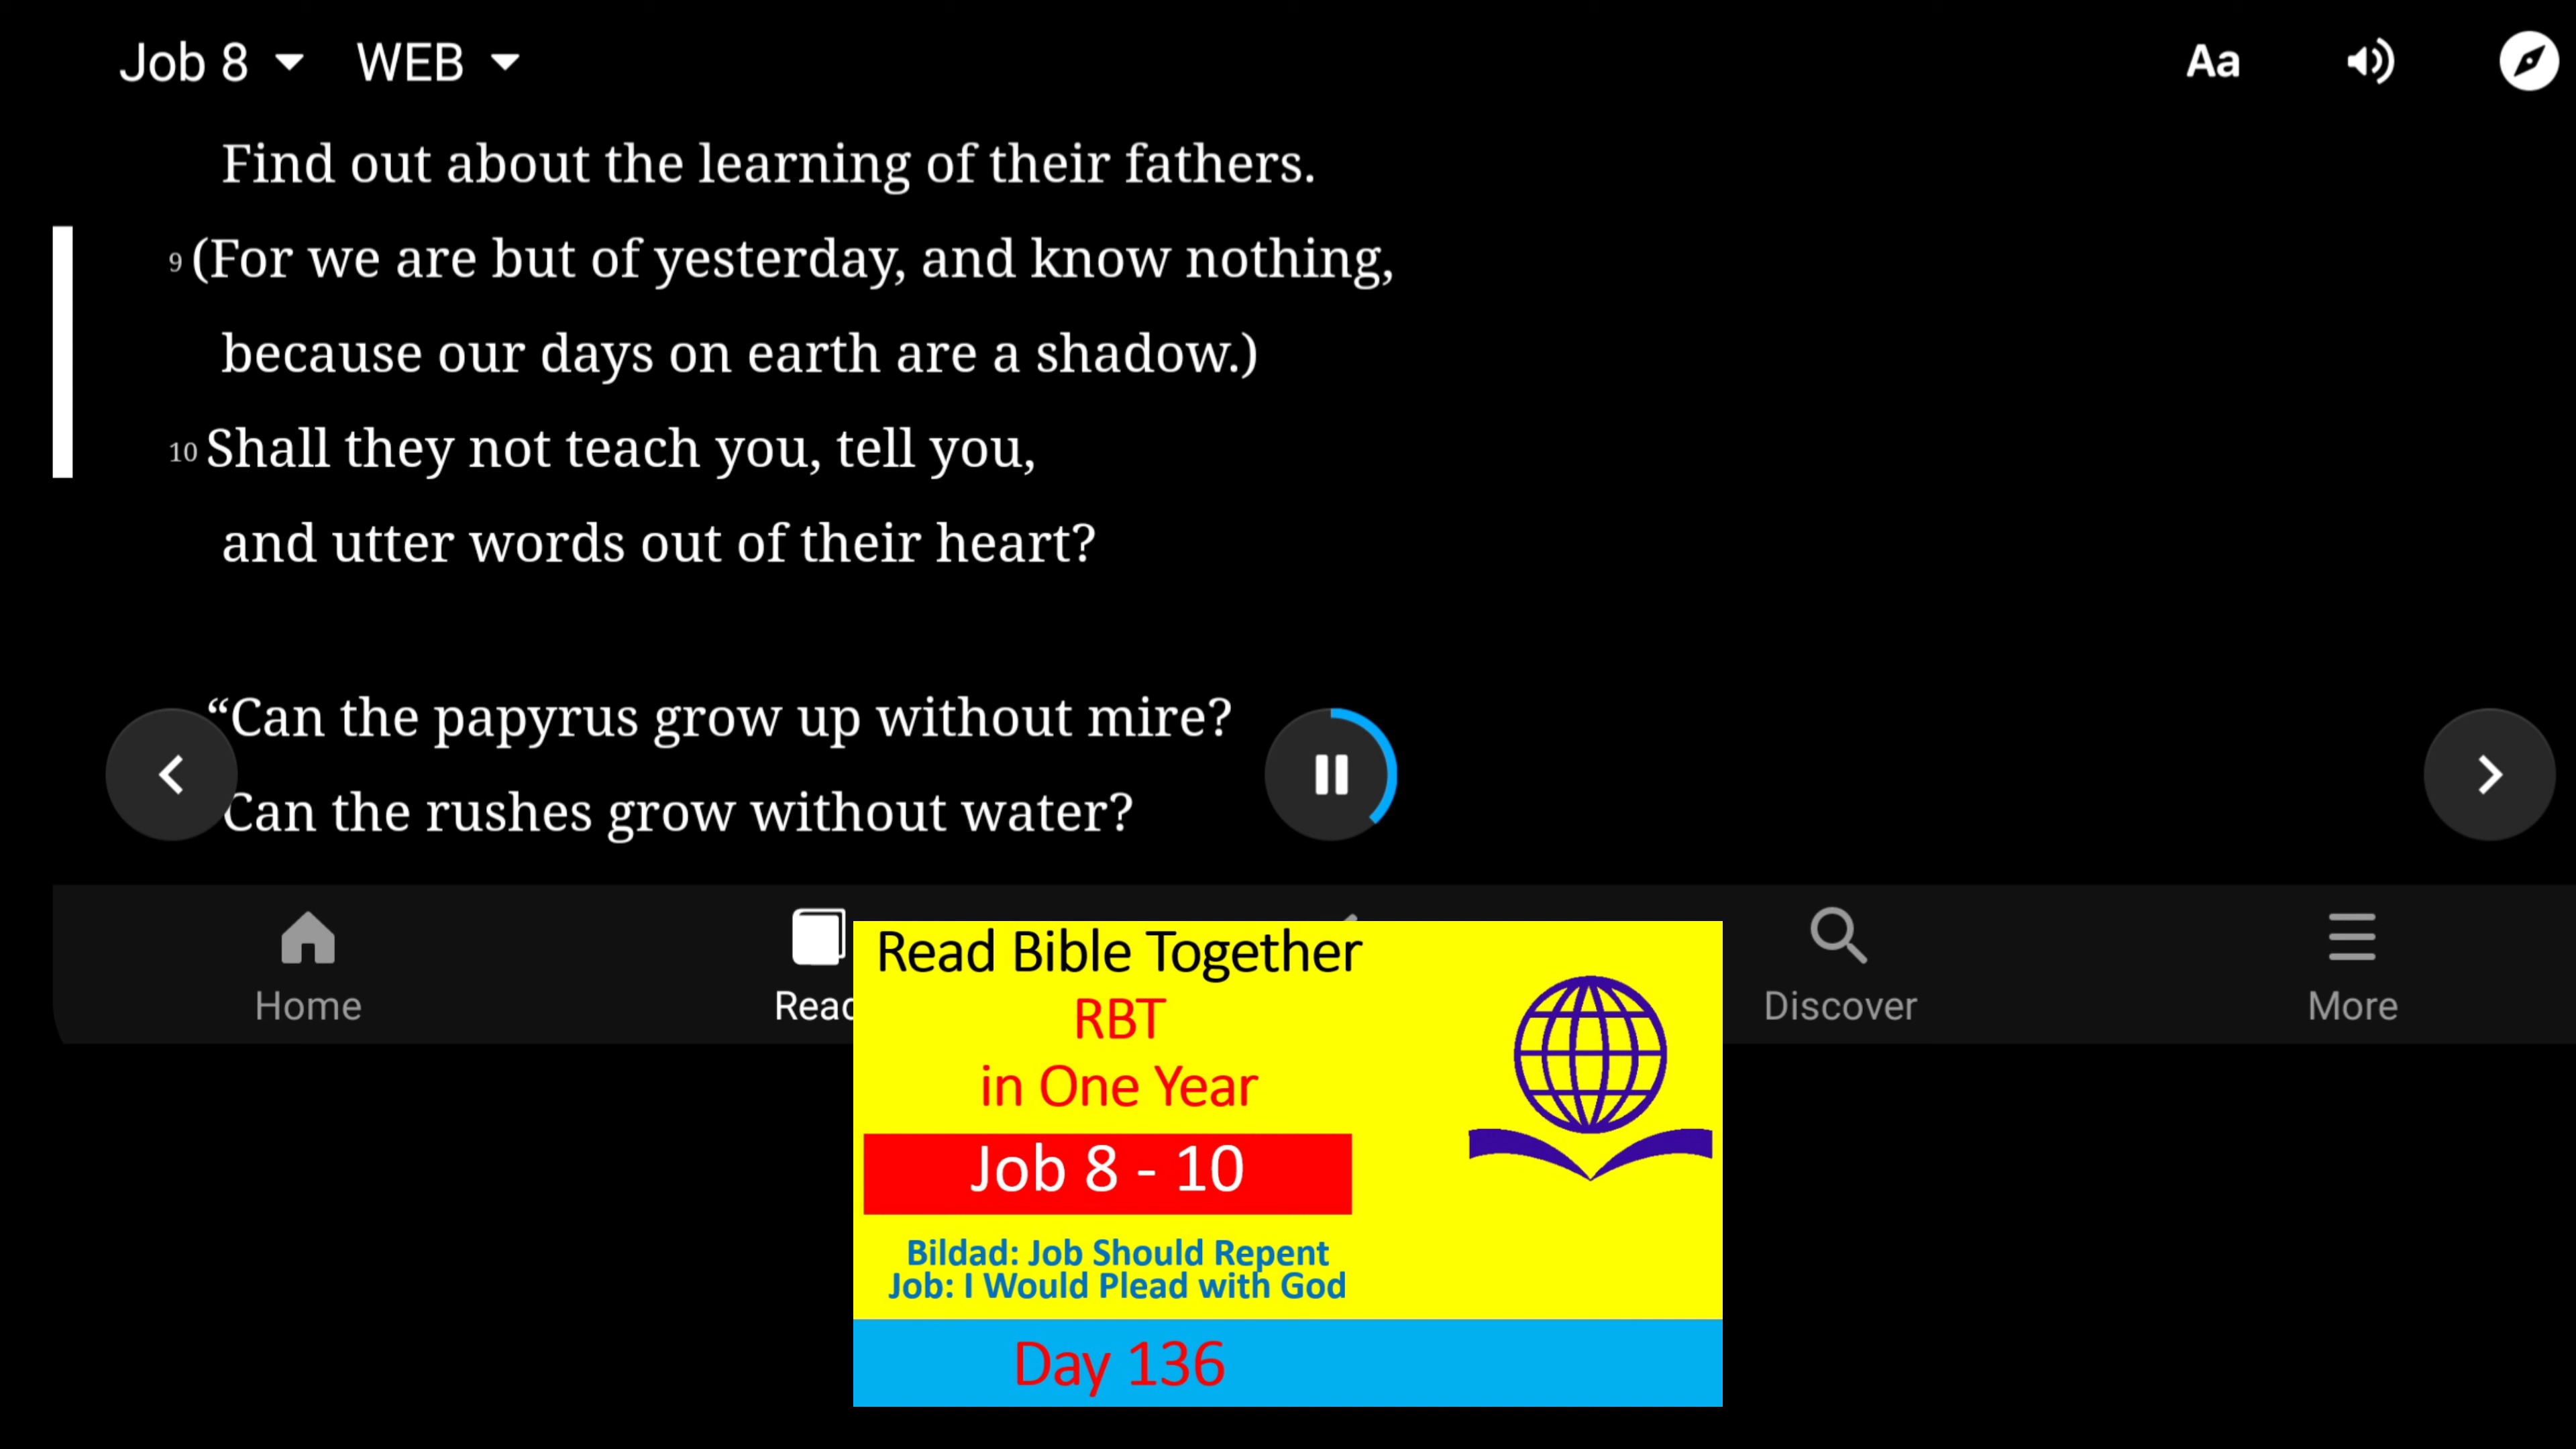 Job 8 WEB Aa
Find out about the learning of their fathers.
9 (For we are but of yesterday, and know nothing,
because our days on earth are a shadow.)
10 Shall they not teach you, tell you,
and utter words out of their heart?
“Can the papyrus grow up without mire?
Can the rushes grow without water?
Home Read Discover More
Read Bible Together
RBT
in One Year
Job 8 - 10
Bildad: Job Should Repent
Job: I Would Plead with God
Day 136